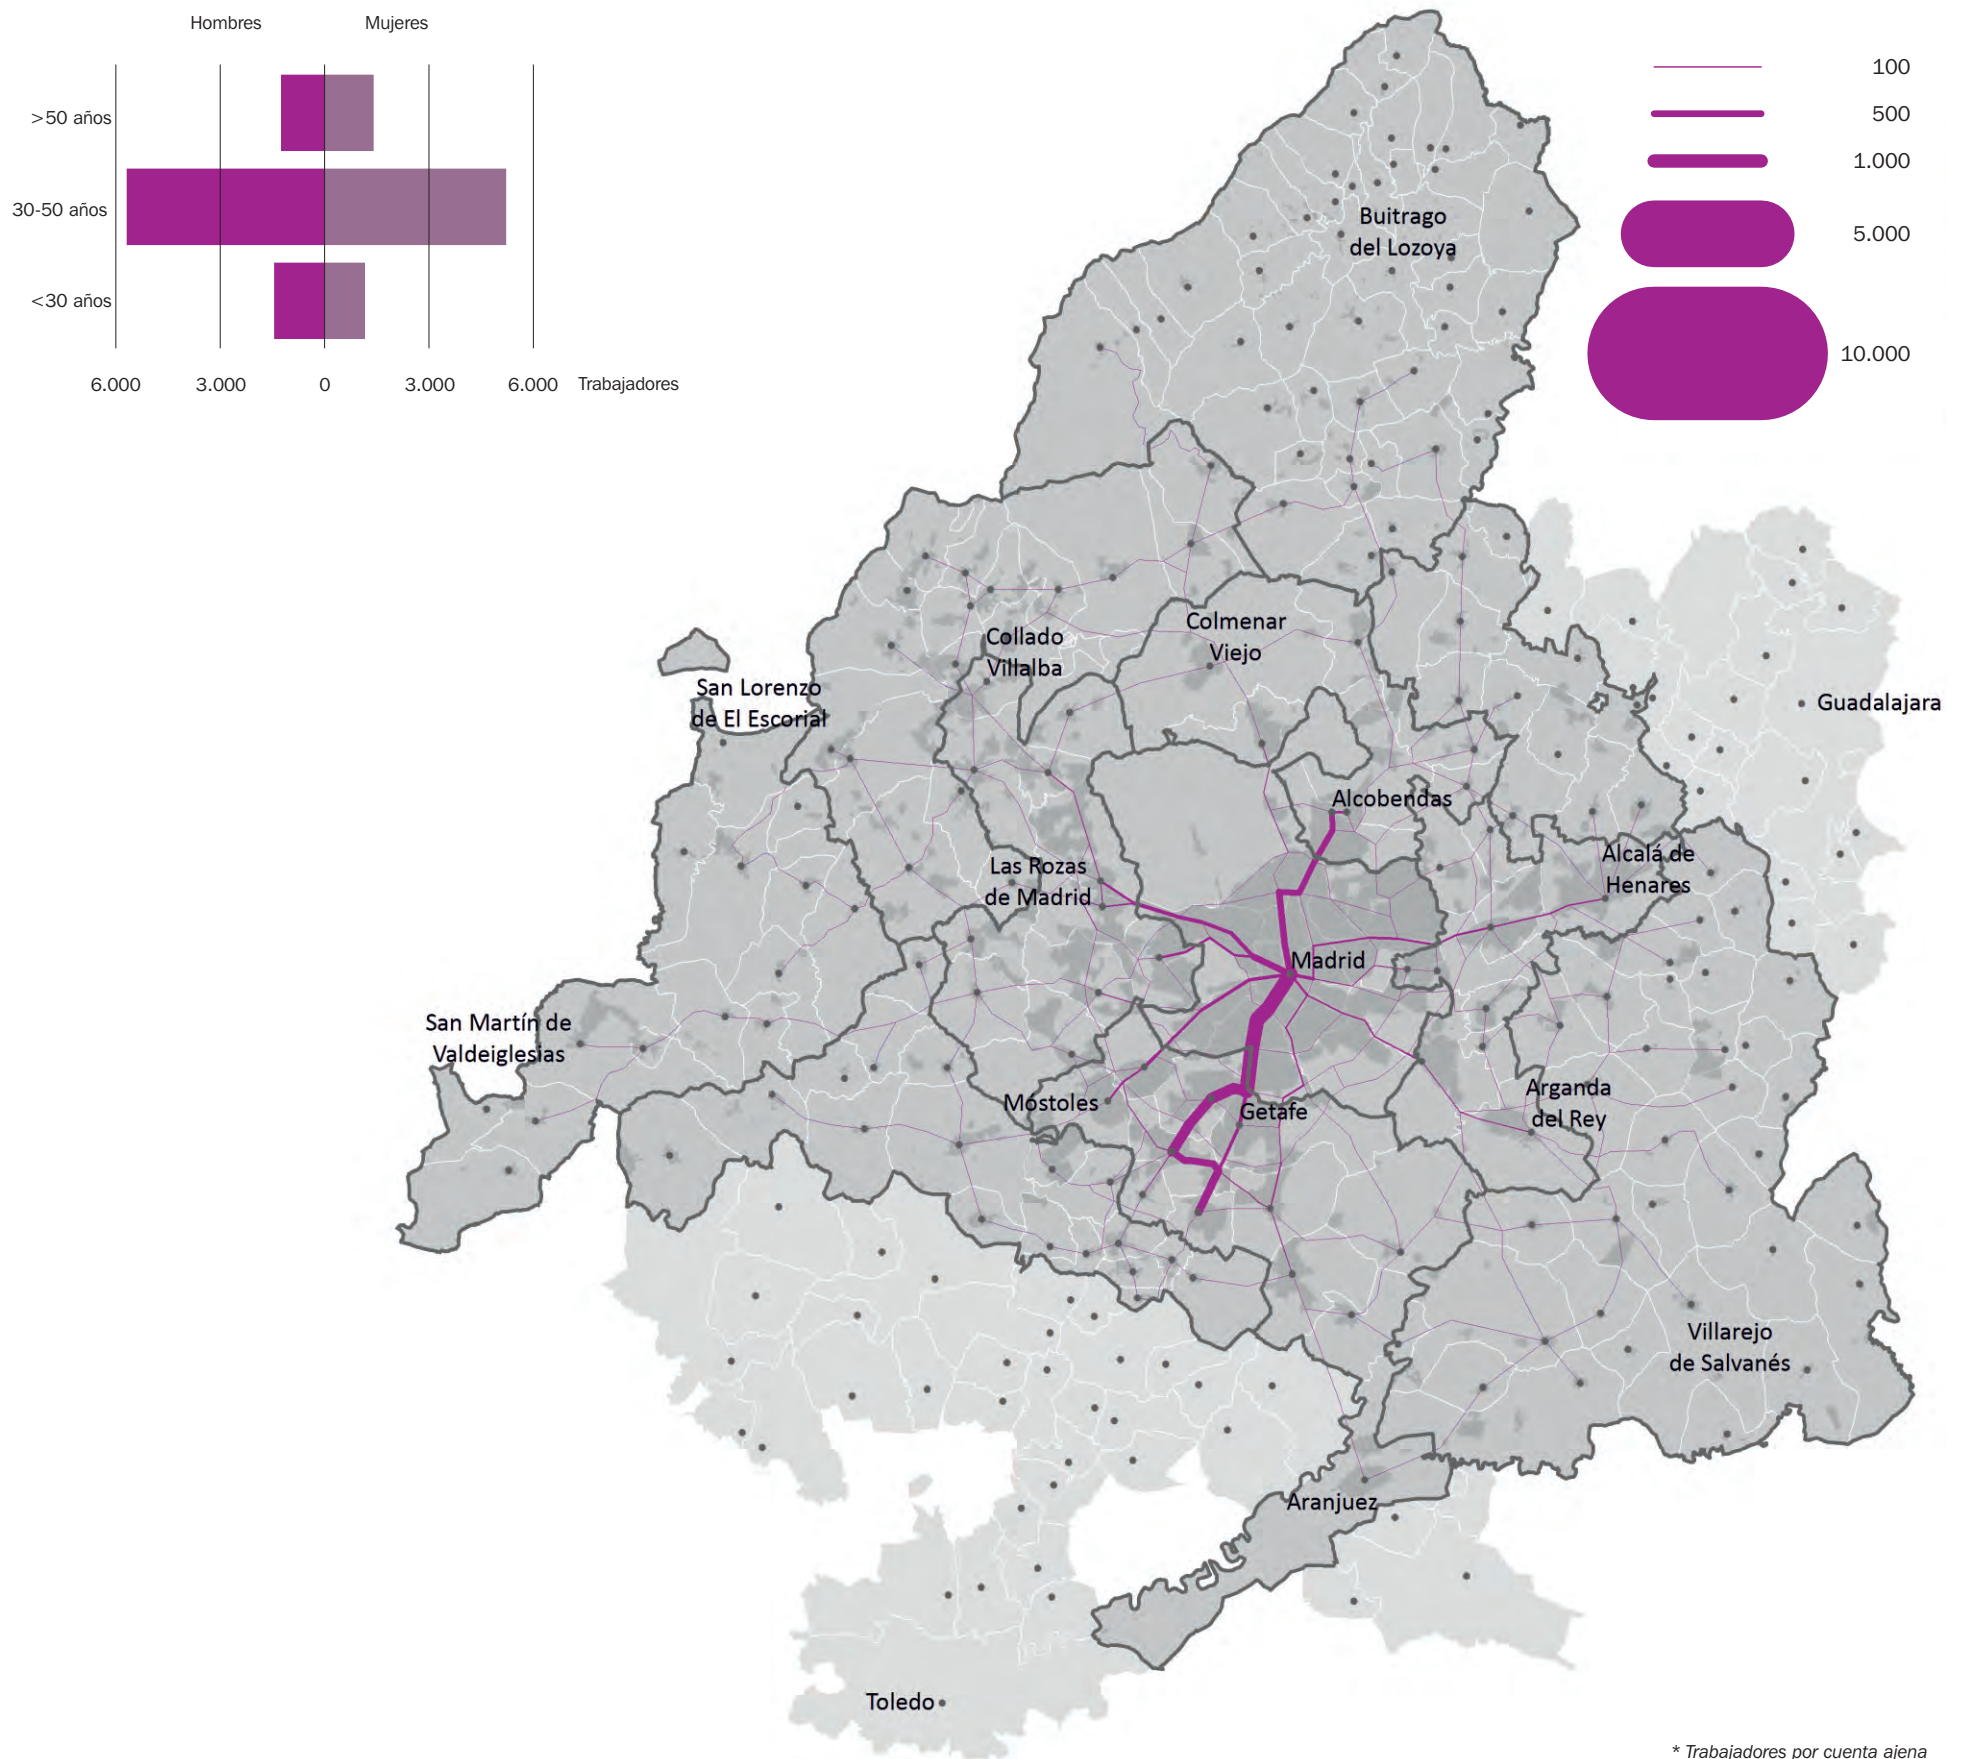 Hombres
Mujeres
>50 años
30-50 años
<30 años
6.000
3.000
0
3.000
6.000
Trabajadores
100
500
1.000
5.000
10.000
Buitrago
del Lozoya
Colmenar
Viejo
Collado
Villalba
San Lorenzo
de El Escorial
Guadalajara
Alcobendas
Las Rozas
de Madrid
Alcalá de
Henares
Madrid
San Martín de
Valdeiglesias
Móstoles
Getafe
Arganda
del Rey
Villarejo
de Salvanés
Aranjuez
Toledo
* Trabajadores por cuenta ajena